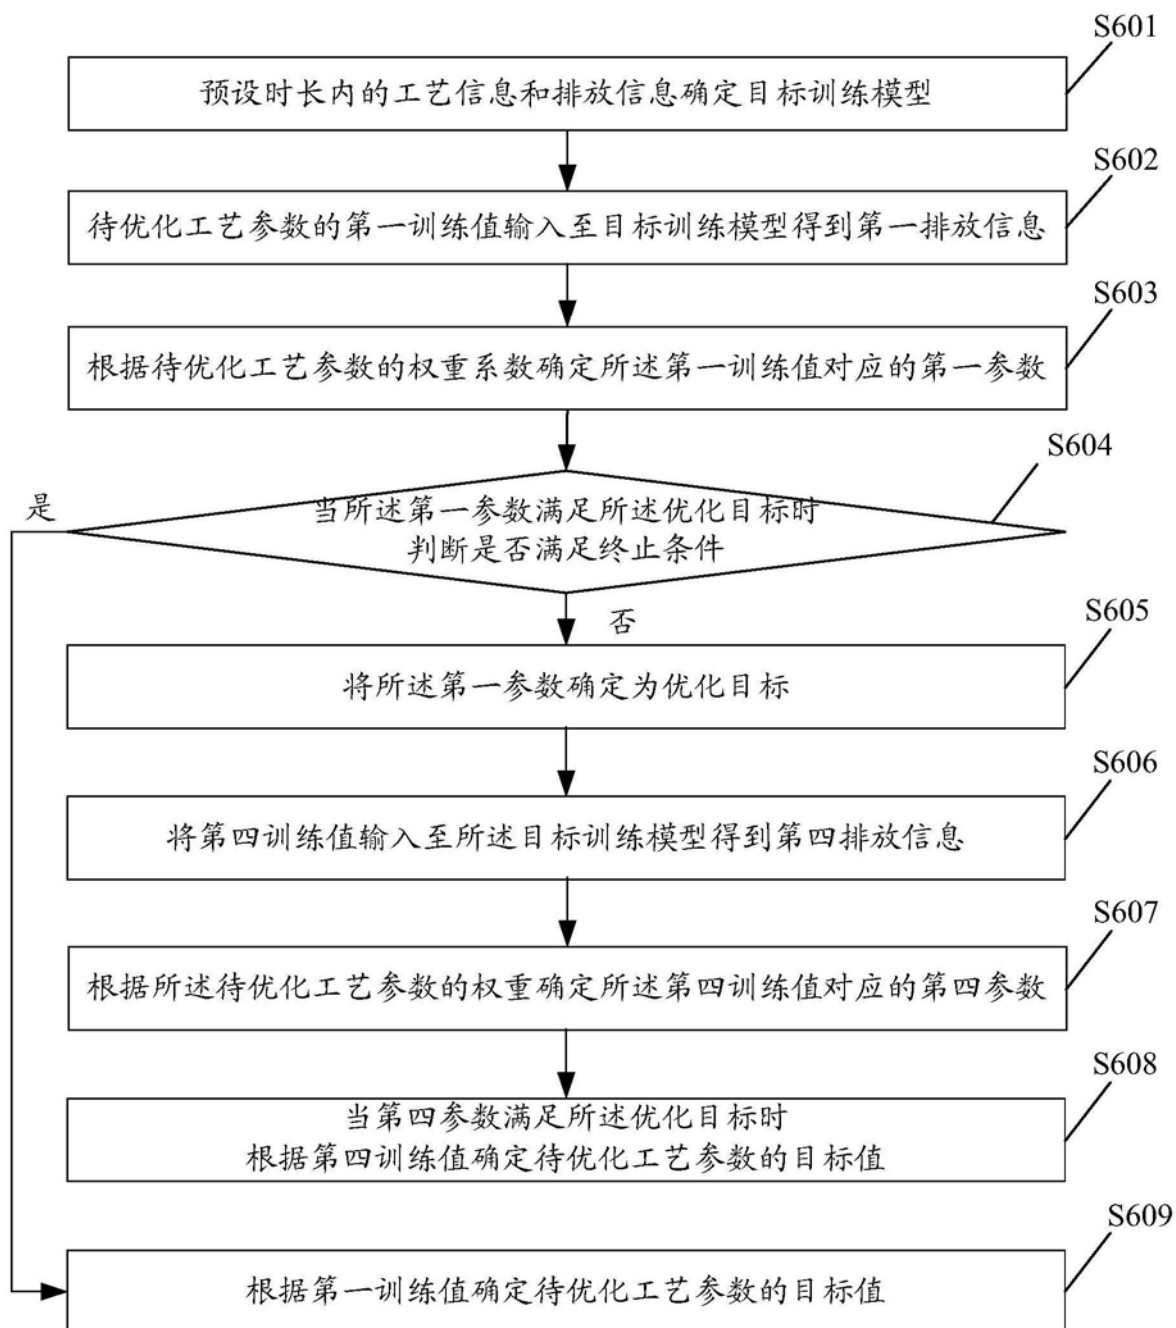 S601
预设时长内的工艺信息和排放信息确定目标训练模型
S602
待优化工艺参数的第一训练值输入至目标训练模型得到第一排放信息
S603
根据待优化工艺参数的权重系数确定所述第一训练值对应的第一参数
S604
是
当所述第一参数满足所述优化目标时
判断是否满足终止条件
否
S605
将所述第一参数确定为优化目标
S606
将第四训练值输入至所述目标训练模型得到第四排放信息
S607
根据所述待优化工艺参数的权重确定所述第四训练值对应的第四参数
S608
当第四参数满足所述优化目标时
根据第四训练值确定待优化工艺参数的目标值
S609
根据第一训练值确定待优化工艺参数的目标值